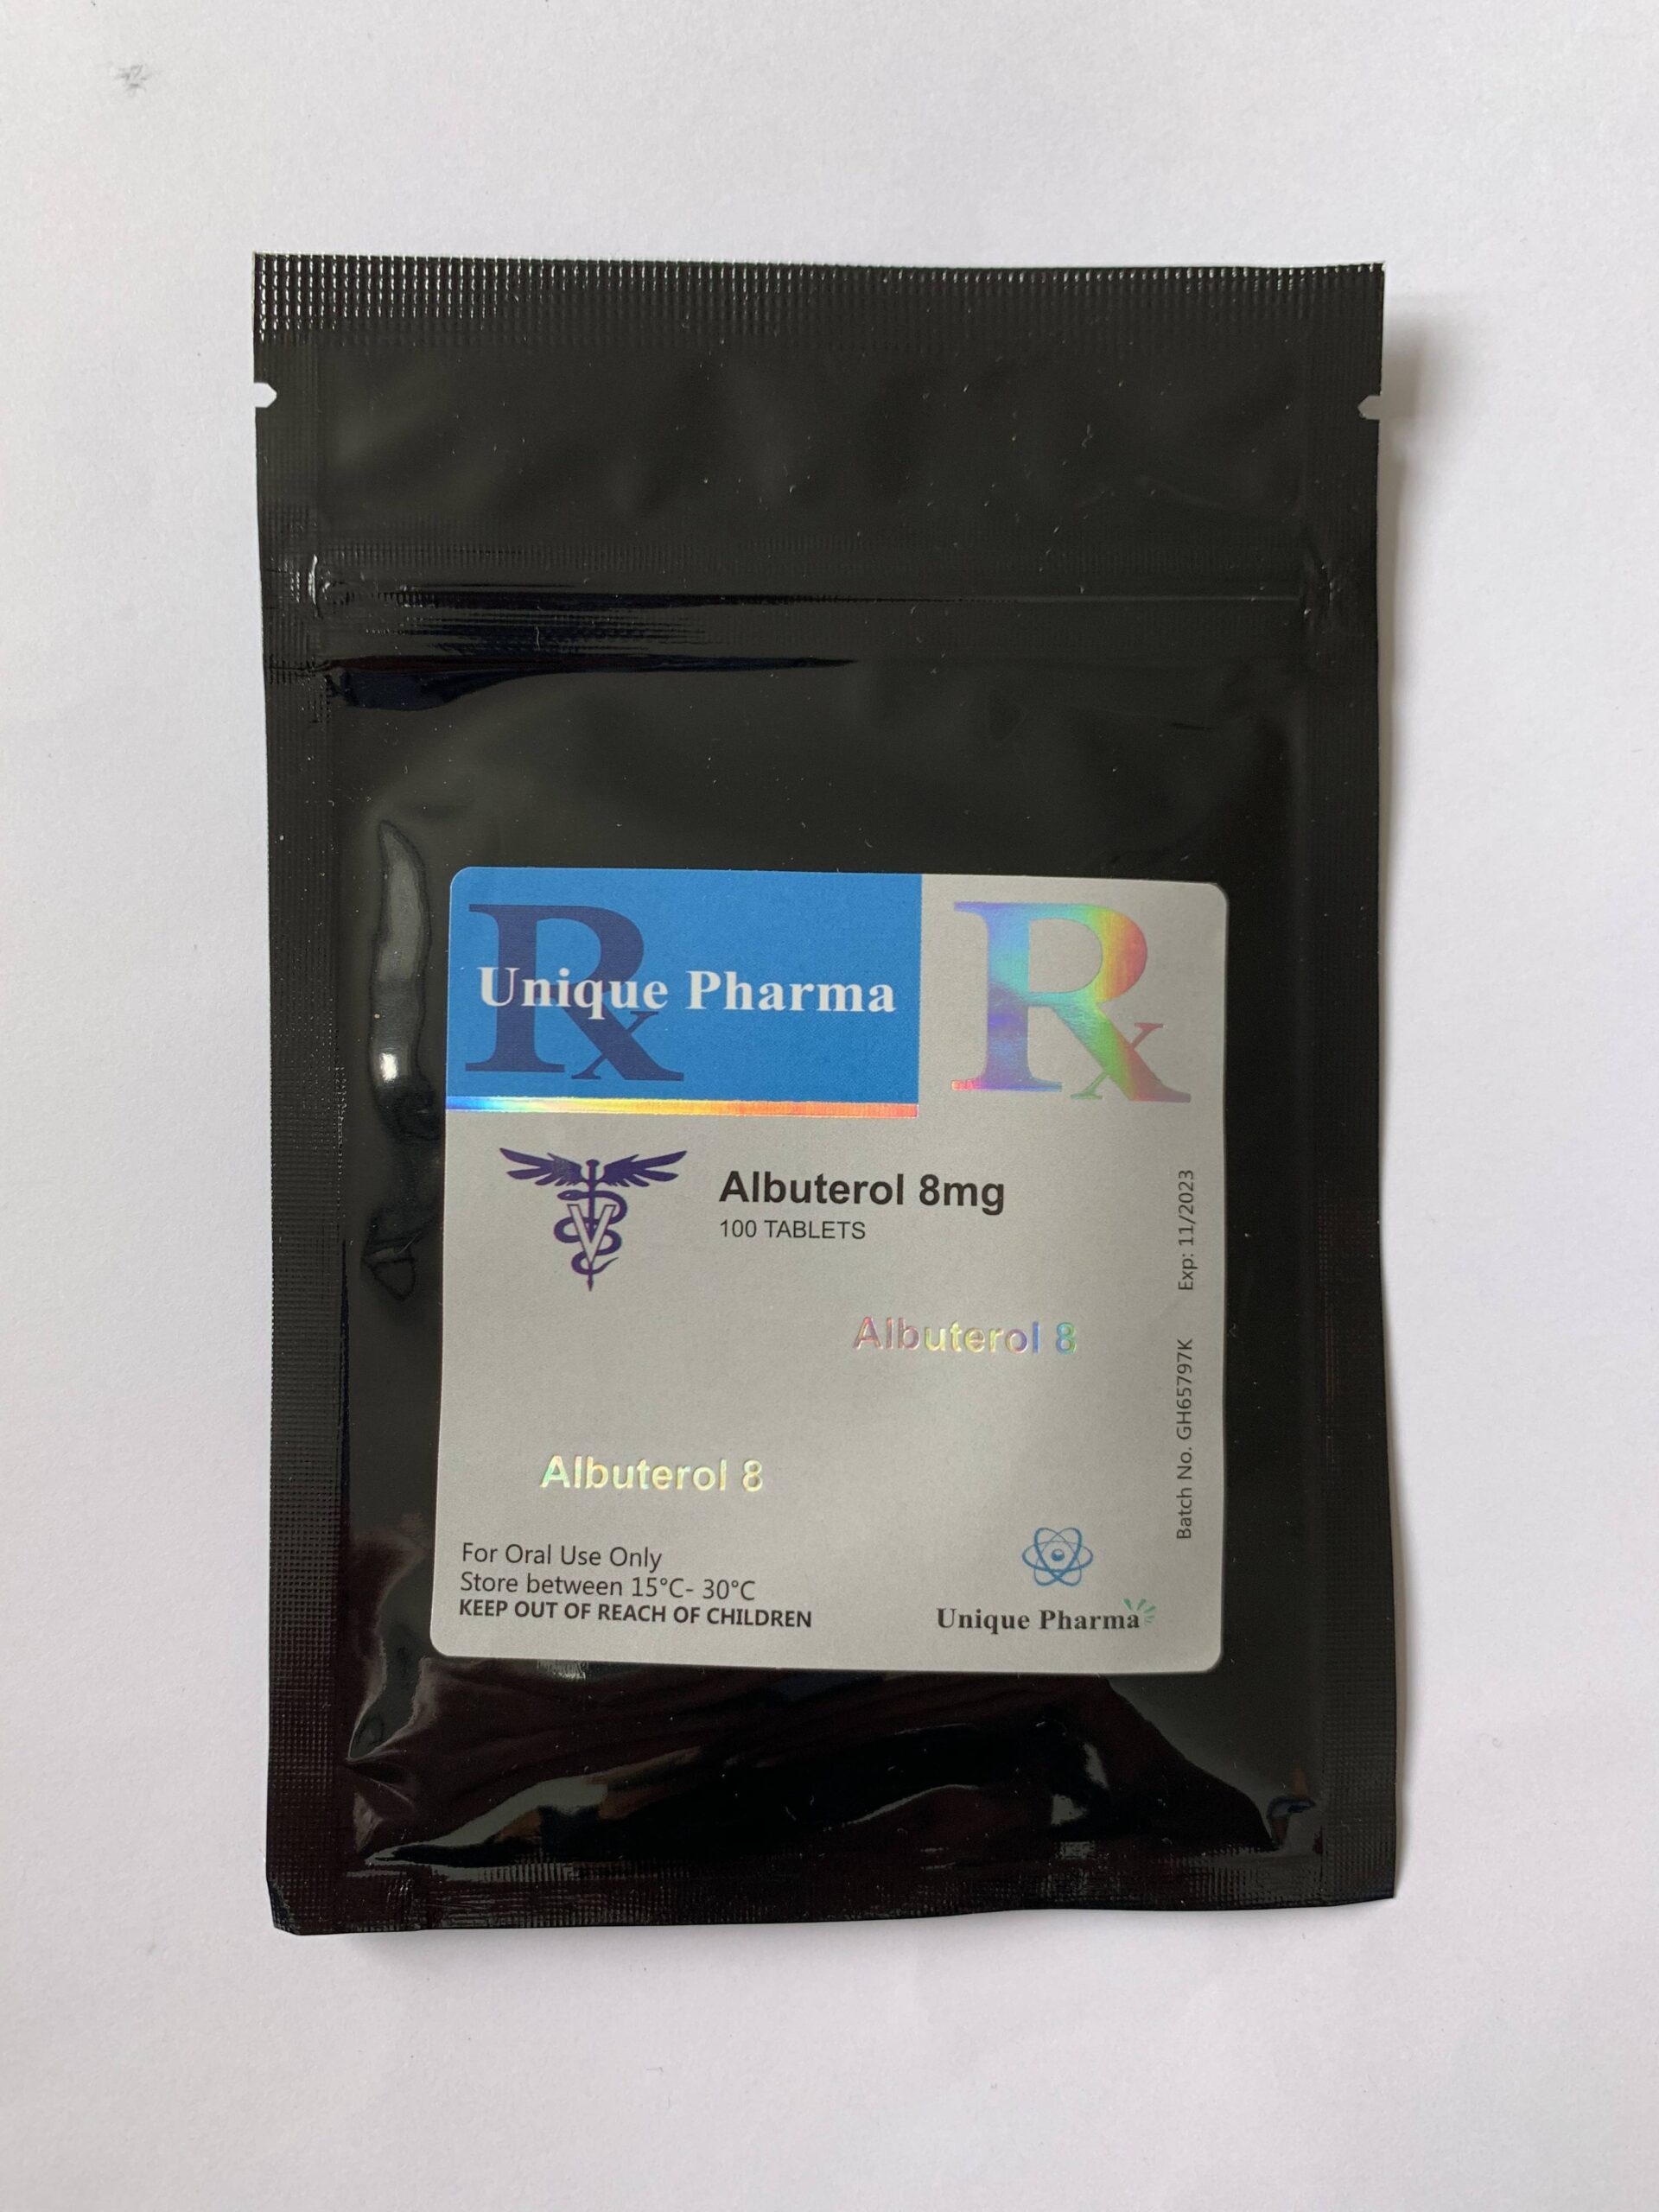 Rx
Unique Pharma
Rx
V
Albuterol 8mg
100 TABLETS
Albuterol 8
Albuterol 8
For Oral Use Only
Store between 15°C- 30°C
KEEP OUT OF REACH OF CHILDREN
Unique Pharma
Batch No. GH65797K Exp: 11/2023